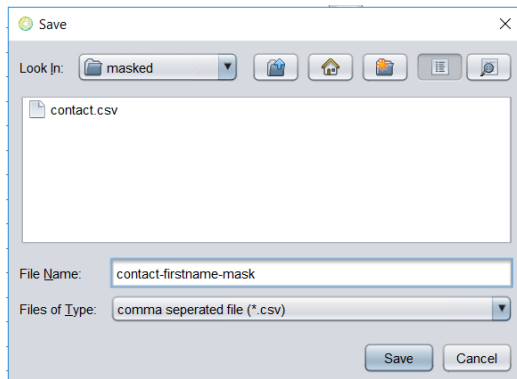 Save
Look In: masked
contact.csv
File Name: contact-firstname-mask
Files of Type: comma seperated file (*.csv)
Save Cancel